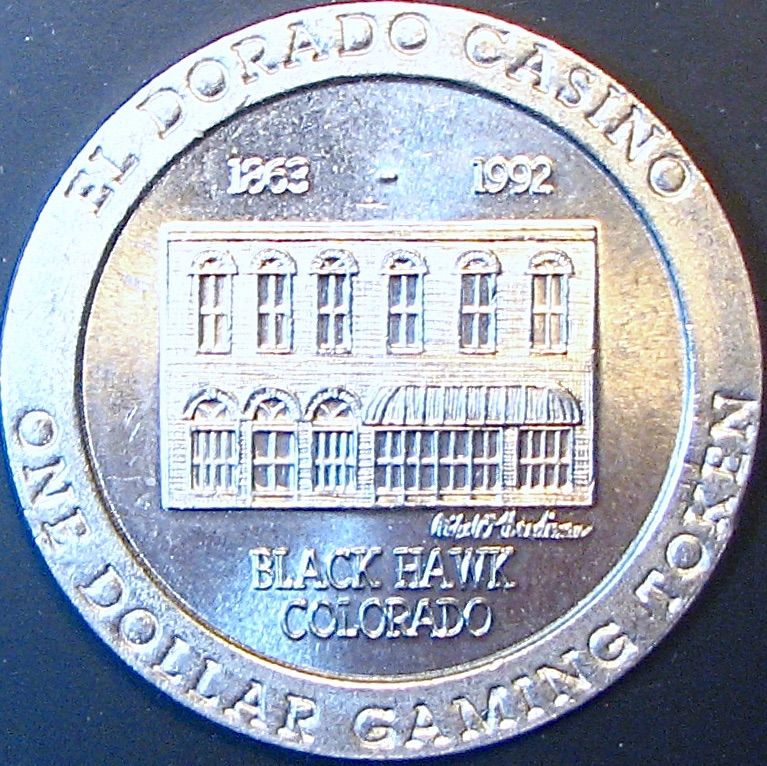 EL DORADO CASINO
1863 - 1992
BLACK HAWK
COLORADO
ONE DOLLAR GAMING TOKEN